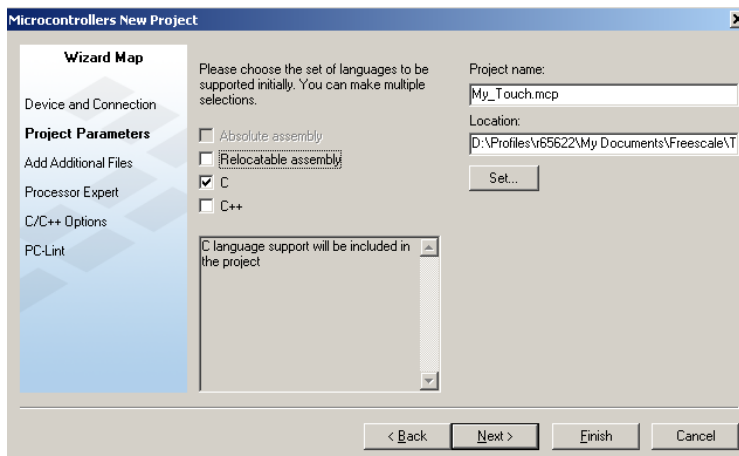 Microcontrollers New Project
Wizard Map
Device and Connection
Project Parameters
Add Additional Files
Processor Expert
C/C++ Options
PC-Lint
Please choose the set of languages to be
supported initially. You can make multiple
selections.
Absolute assembly
Relocatable assembly
C
C++
C language support will be included in
the project
Project name:
My_Touch.mcp
Location:
D:\Profiles\r65622\My Documents\Freescale\T
Set...
< Back
Next >
Finish
Cancel